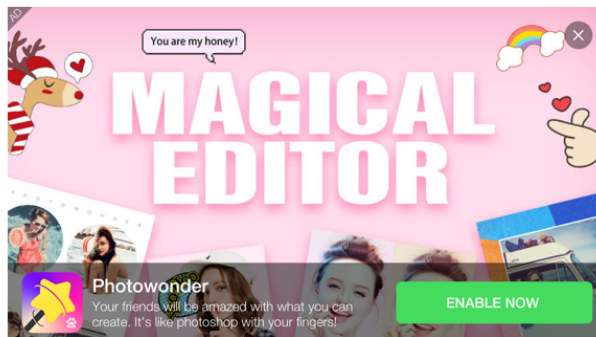 AD
You are my honey!
MAGICAL
EDITOR
PHOTOWONDER
Photowonder
Your friends will be amazed with what you can
create. It's like photoshop with your fingers!
ENABLE NOW